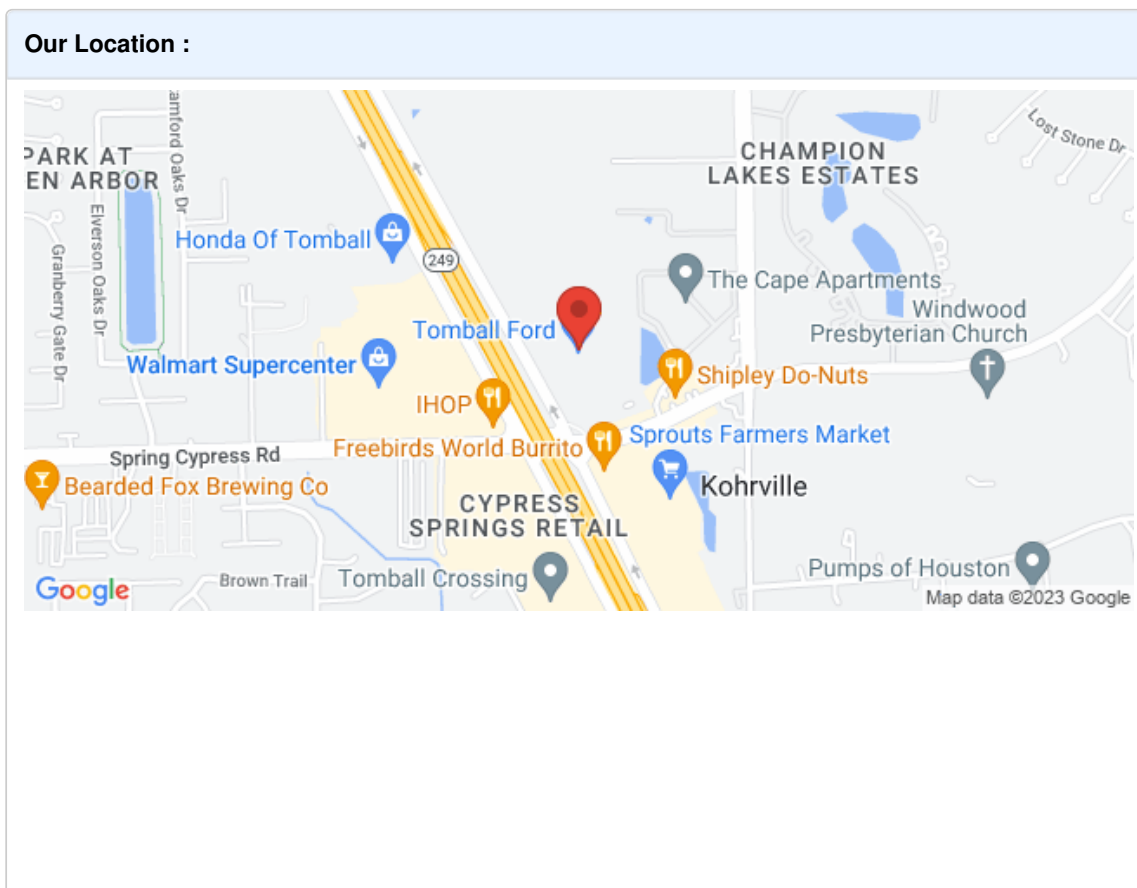 Our Location :
amford Oaks Dr
PARK AT
EN ARBOR
Elverson Oaks Dr
Granberry Gate Dr
Honda Of Tomball
249
CHAMPION
LAKES ESTATES
Lost Stone Dr
The Cape Apartments
Windwood
Presbyterian Church
Tomball Ford
Walmart Supercenter
Shipley Do-Nuts
IHOP
Freebirds World Burrito
Sprouts Farmers Market
Spring Cypress Rd
Bearded Fox Brewing Co
Kohrville
CYPRESS
SPRINGS RETAIL
Brown Trail
Tomball Crossing
Pumps of Houston
Google
Map data ©2023 Google